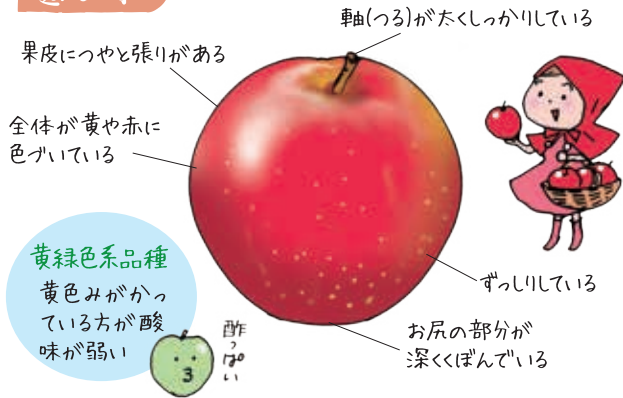 軸(つる)が太くしっかりしている
果皮につやと張りがある
全体が黄や赤に
色づいている
黄緑色系品種
黄色みがかっ
ている方が酸
味が弱い
酢っぱい
ずっしりしている
お尻の部分が
深くくぼんでいる